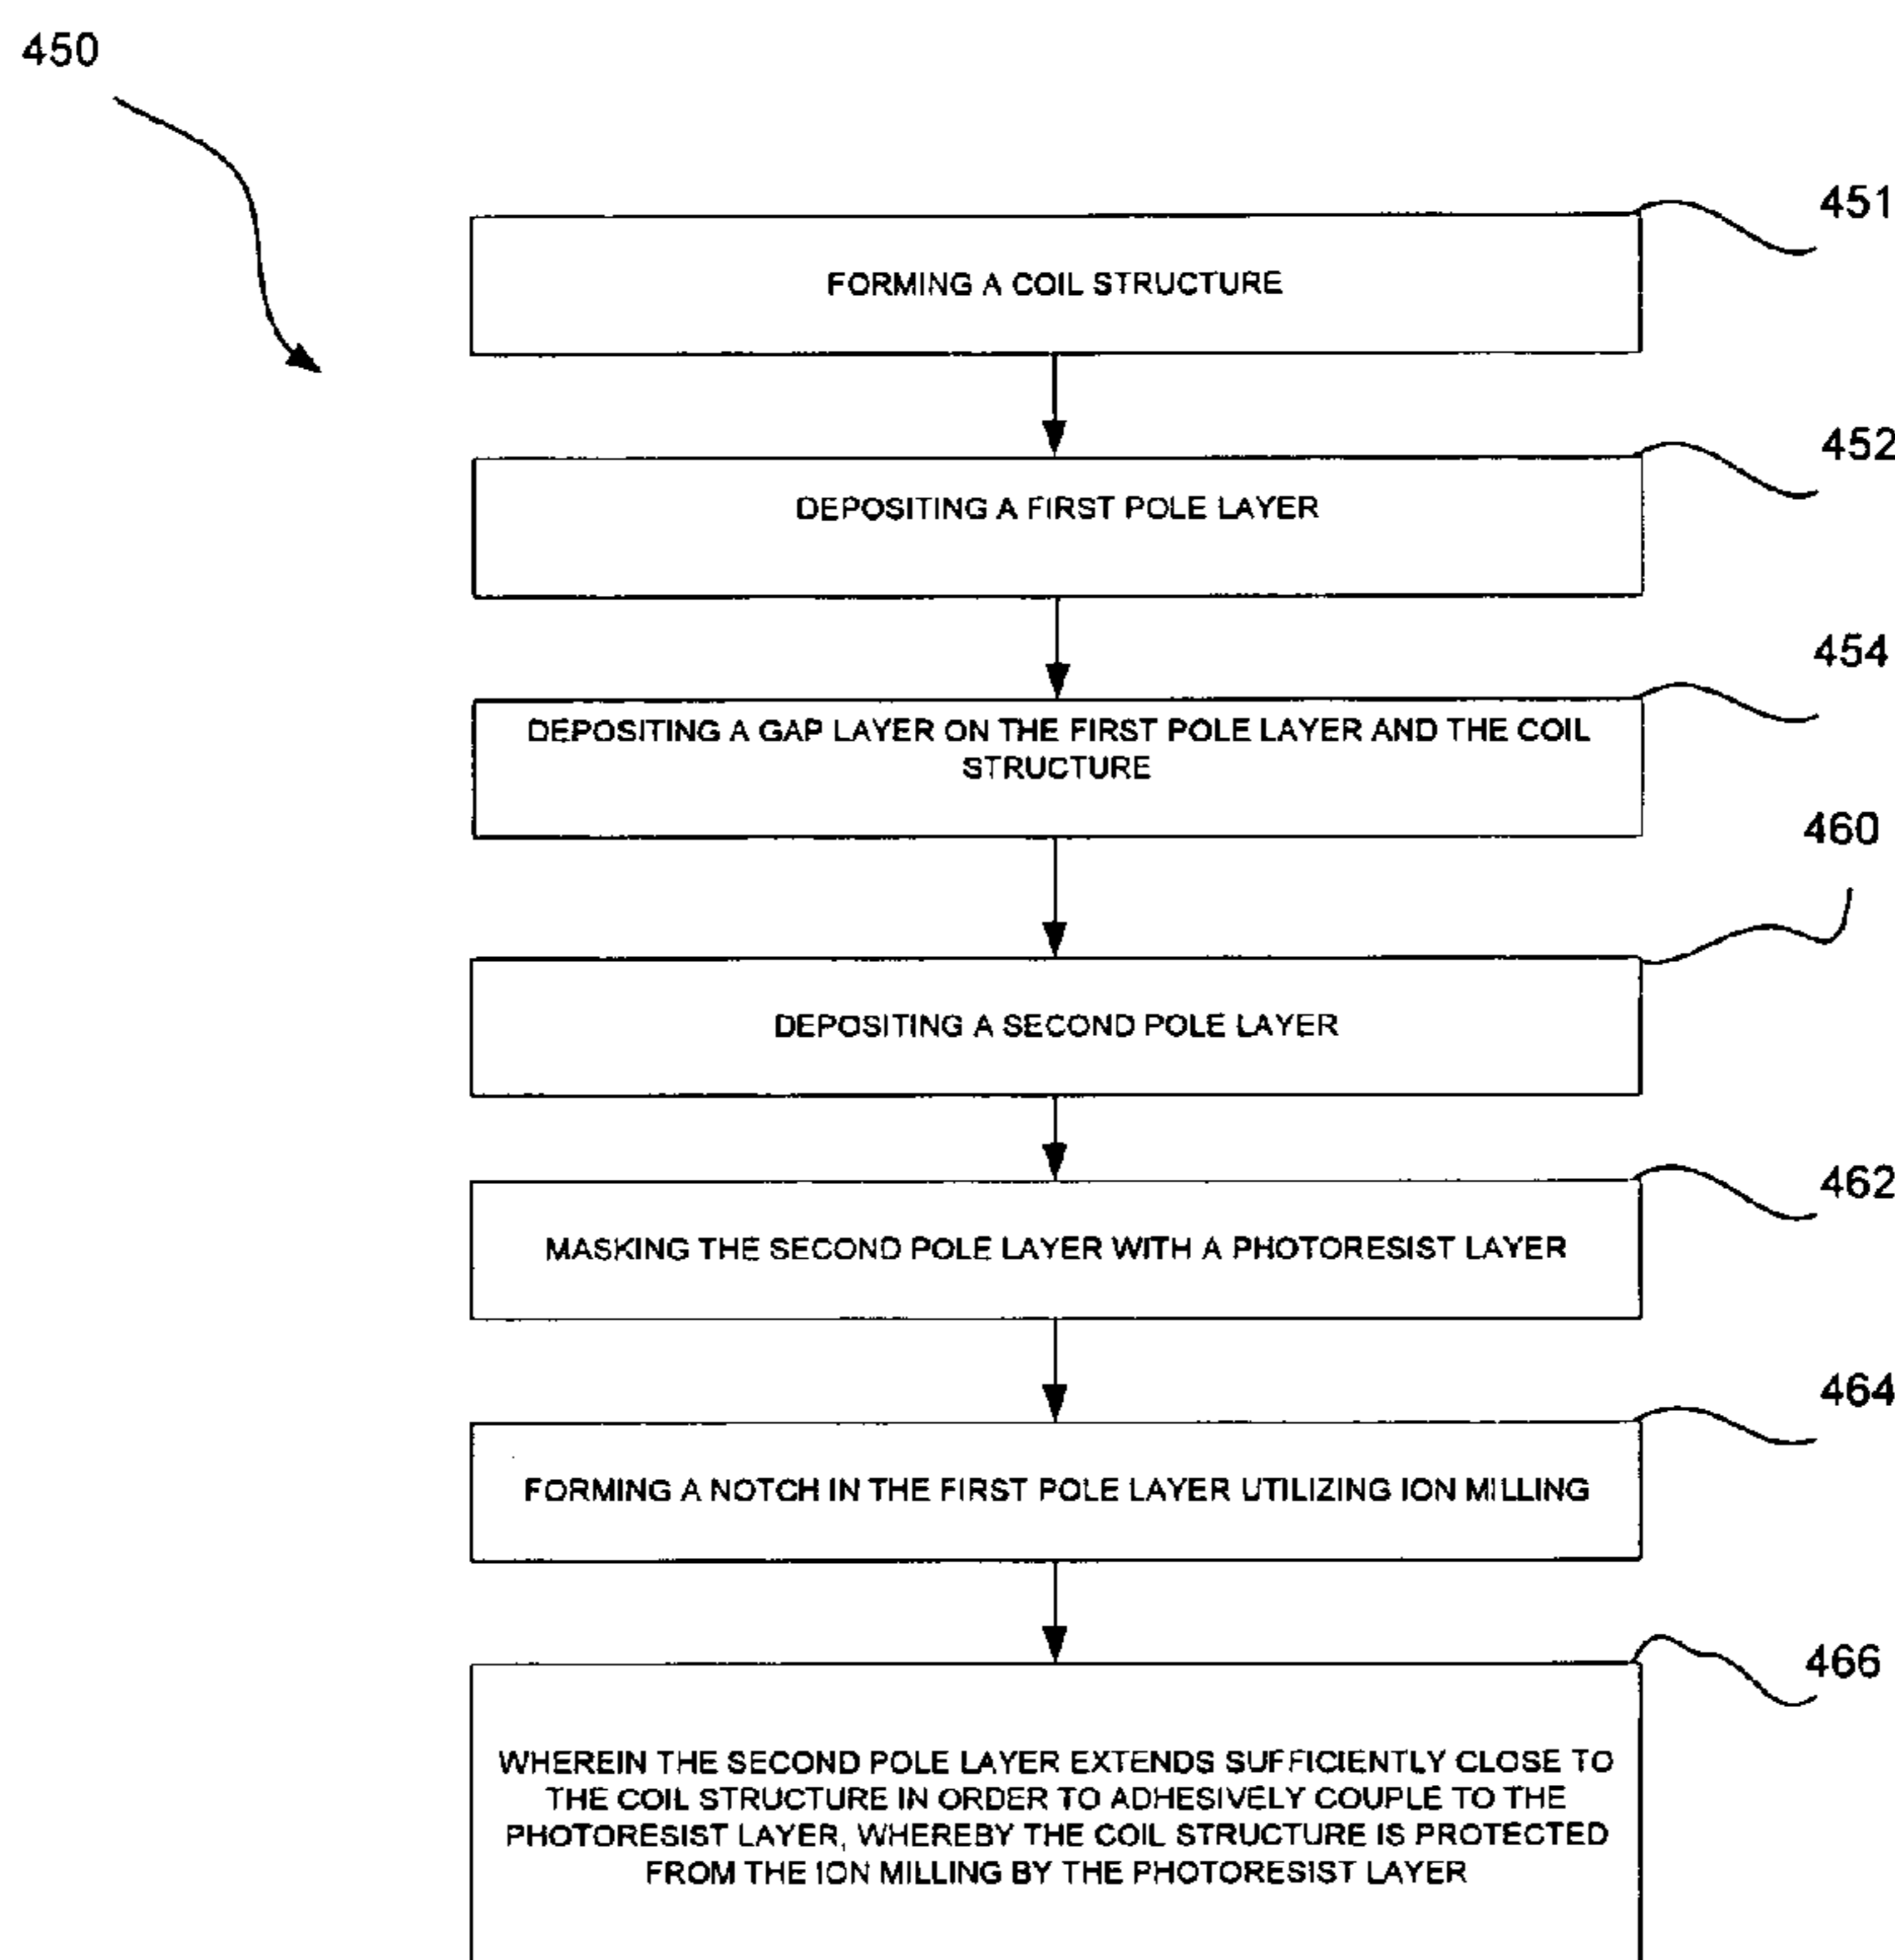 450
451
FORMING A COIL STRUCTURE
452
DEPOSITING A FIRST POLE LAYER
454
DEPOSITING A GAP LAYER ON THE FIRST POLE LAYER AND THE COIL
STRUCTURE
460
DEPOSITING A SECOND POLE LAYER
462
MASKING THE SECOND POLE LAYER WITH A PHOTORESIST LAYER
464
FORMING A NOTCH IN THE FIRST POLE LAYER UTILIZING ION MILLING
466
WHEREIN THE SECOND POLE LAYER EXTENDS SUFFICIENTLY CLOSE TO
THE COIL STRUCTURE IN ORDER TO ADHESIVELY COUPLE TO THE
PHOTORESIST LAYER, WHEREBY THE COIL STRUCTURE IS PROTECTED
FROM THE ION MILLING BY THE PHOTORESIST LAYER